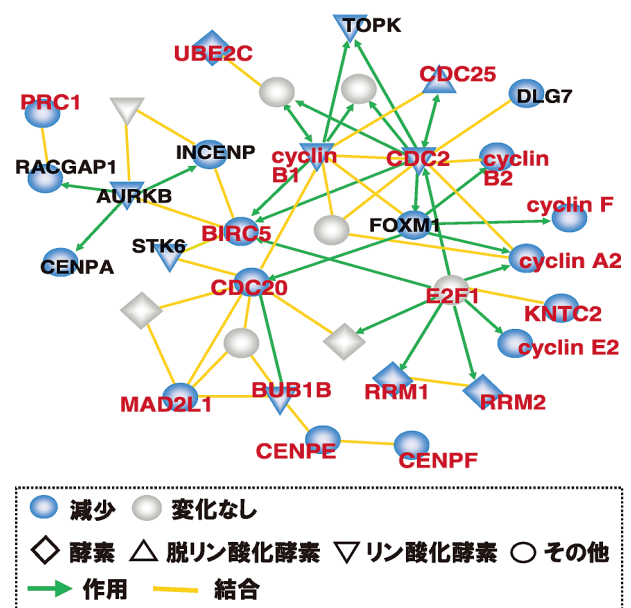 TOPK
UBE2C
CDC25
PRC1
DLG7
INCENP
cyclin
B1
CDC2
cyclin
B2
RACGAP1
AURKB
cyclin F
BIRC5
FOXM1
STK6
CENPA
cyclin A2
CDC20
E2F1
KNTC2
cyclin E2
BUB1B
RRM1
MAD2L1
RRM2
CENPE
CENPF
減少 変化なし
酵素 脱リン酸化酵素 リン酸化酵素 その他
作用 結合